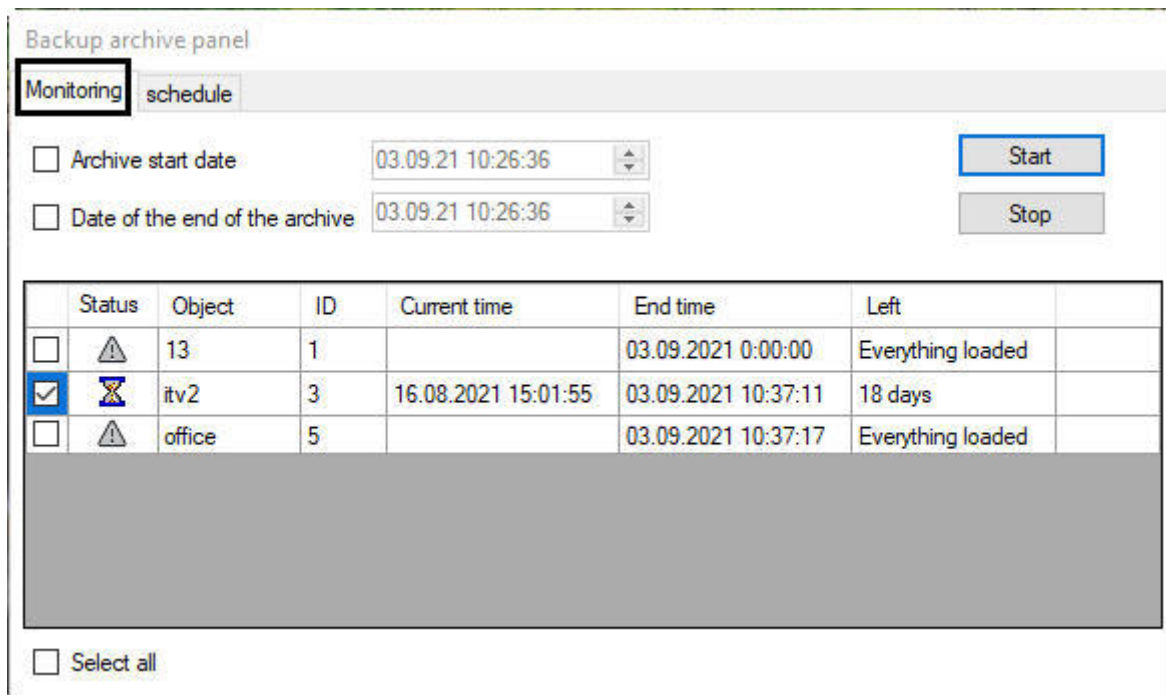 Backup archive panel
Monitoring schedule
Archive start date 03.09.21 10:26:36 Start
Date of the end of the archive 03.09.21 10:26:36 Stop
Status Object ID Current time End time Left
13 1 03.09.2021 0:00:00 Everything loaded
itv2 3 16.08.2021 15:01:55 03.09.2021 10:37:11 18 days
office 5 03.09.2021 10:37:17 Everything loaded
Select all